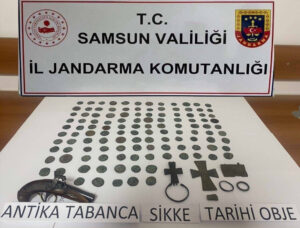 T.C.
SAMSUN VALİLİĞİ
İL JANDARMA KOMUTANLIĞI
ANTİKA TABANCA
SİKKE
TARİHİ OBJE